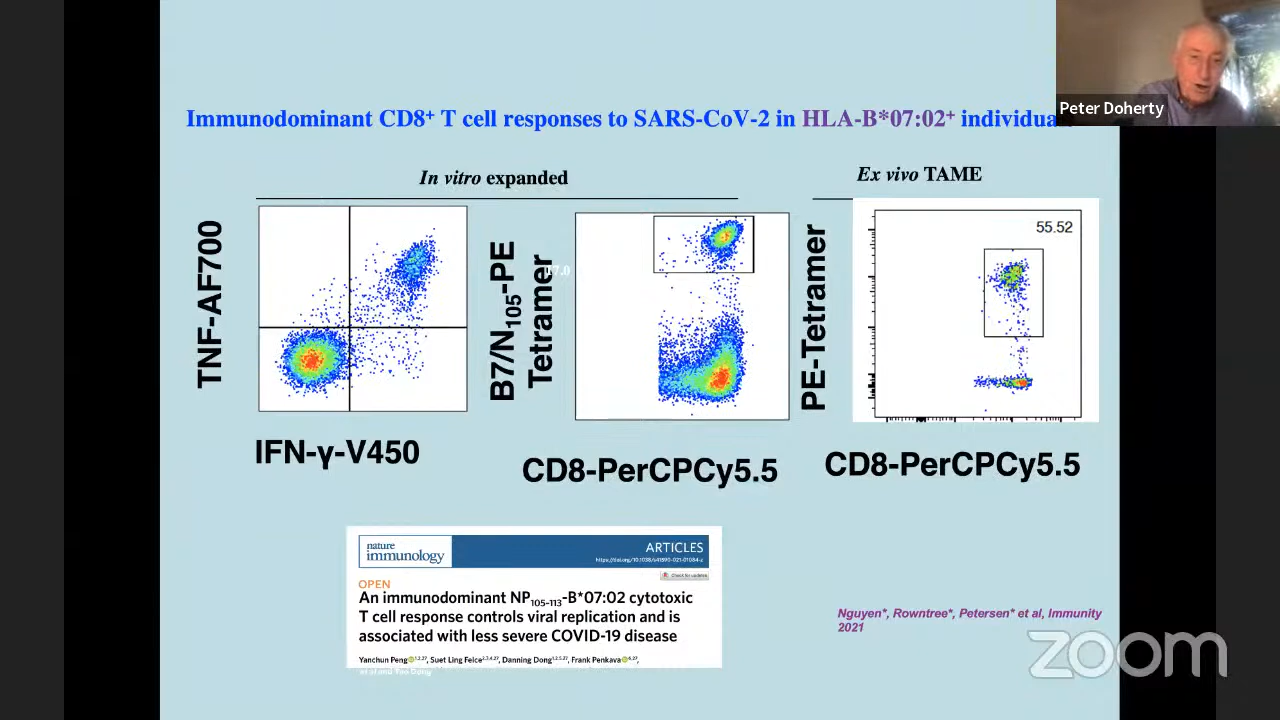 Peter Doherty
Immunodominant CD8+ T cell responses to SARS-CoV-2 in HLA-B*07:02+
In vitro expanded
Ex vivo TAME
TNF-AF700
IFN-γ-V450
B7/N105-PE
Tetramer
CD8-PerCPCy5.5
PE-Tetramer
55.52
CD8-PerCPCy5.5
nature
immunology
ARTICLES
Check for updates
OPEN
An immunodominant NP105–113-B*07:02 cytotoxic
T cell response controls viral replication and is
associated with less severe COVID-19 disease
Yanchun Peng, Suet Ling Felce, Danning Dong, Frank Penkava
Nguyen*, Rowntree*, Petersen* et al, Immunity
2021
zoom